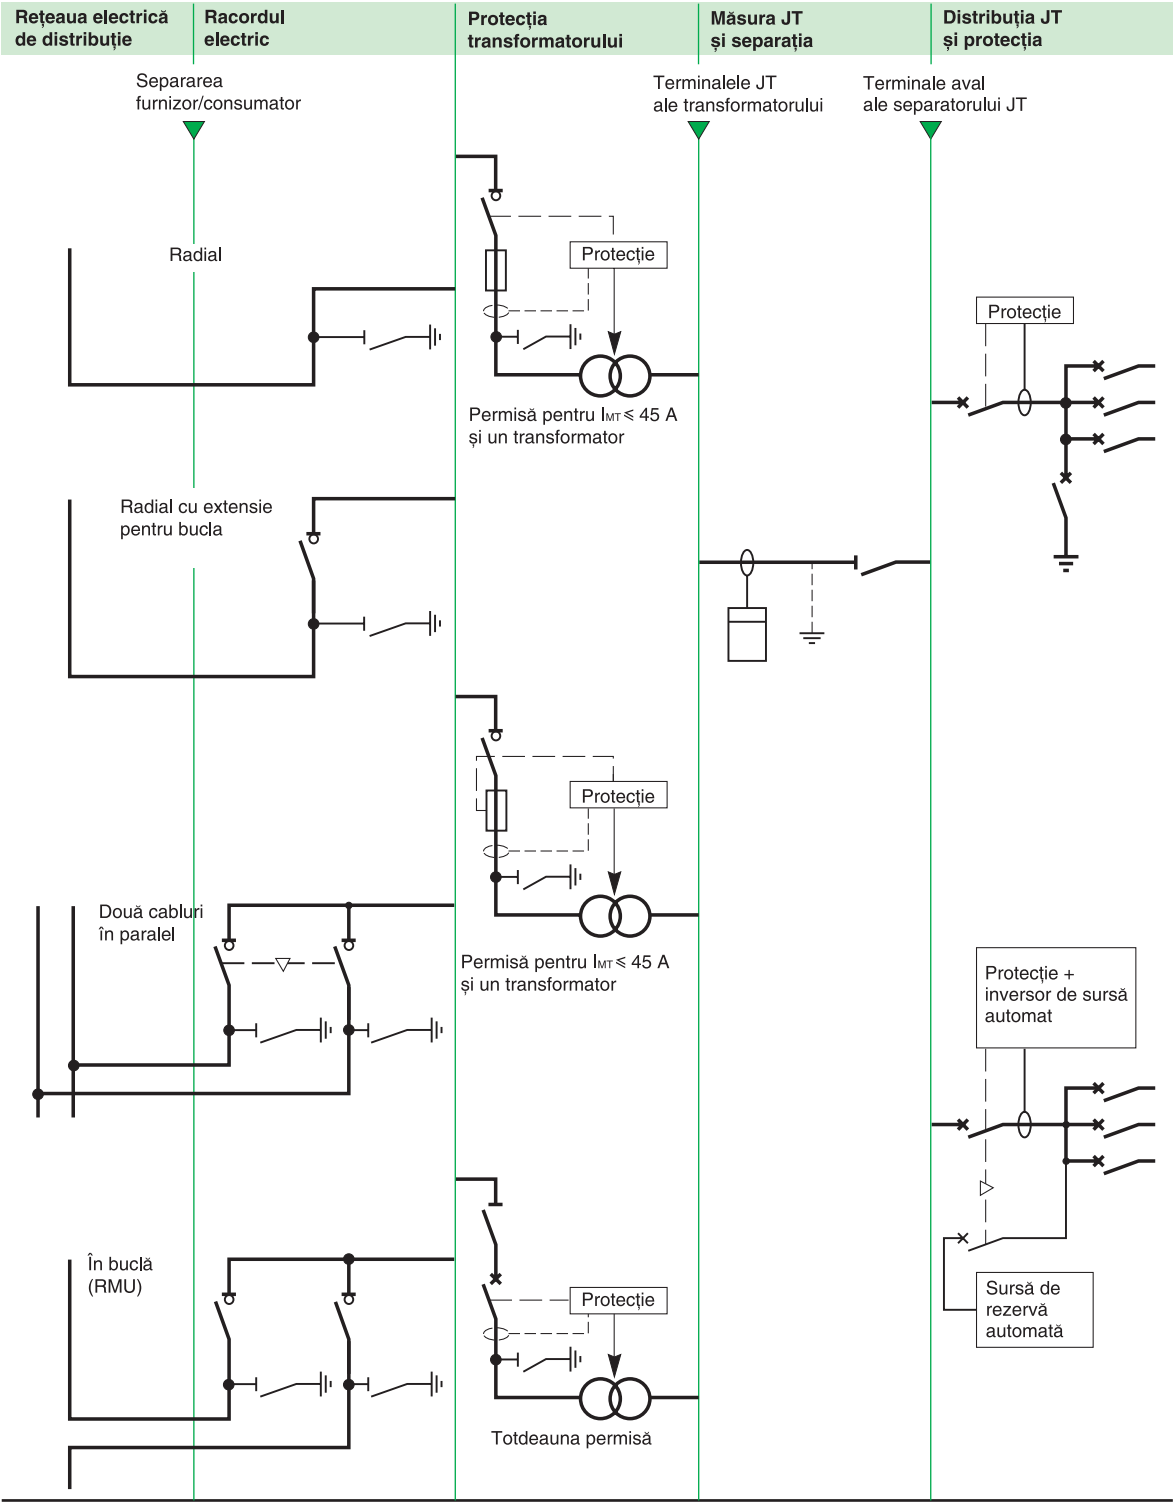 Rețeaua electrică
de distribuție
Racordul
electric
Protecția
transformatorului
Măsura JT
și separația
Distribuția JT
și protecția
Separarea
furnizor/consumator
Terminalele JT
ale transformatorului
Terminale aval
ale separatorului JT
Radial
Protecție
Protecție
Permisă pentru IMT ⩽ 45 A
și un transformator
Radial cu extensie
pentru bucla
Protecție
Două cabluri
în paralel
Permisă pentru IMT ⩽ 45 A
și un transformator
Protecție +
inversor de sursă
automat
În buclă
(RMU)
Protecție
Sursă de
rezervă
automată
Totdeauna permisă